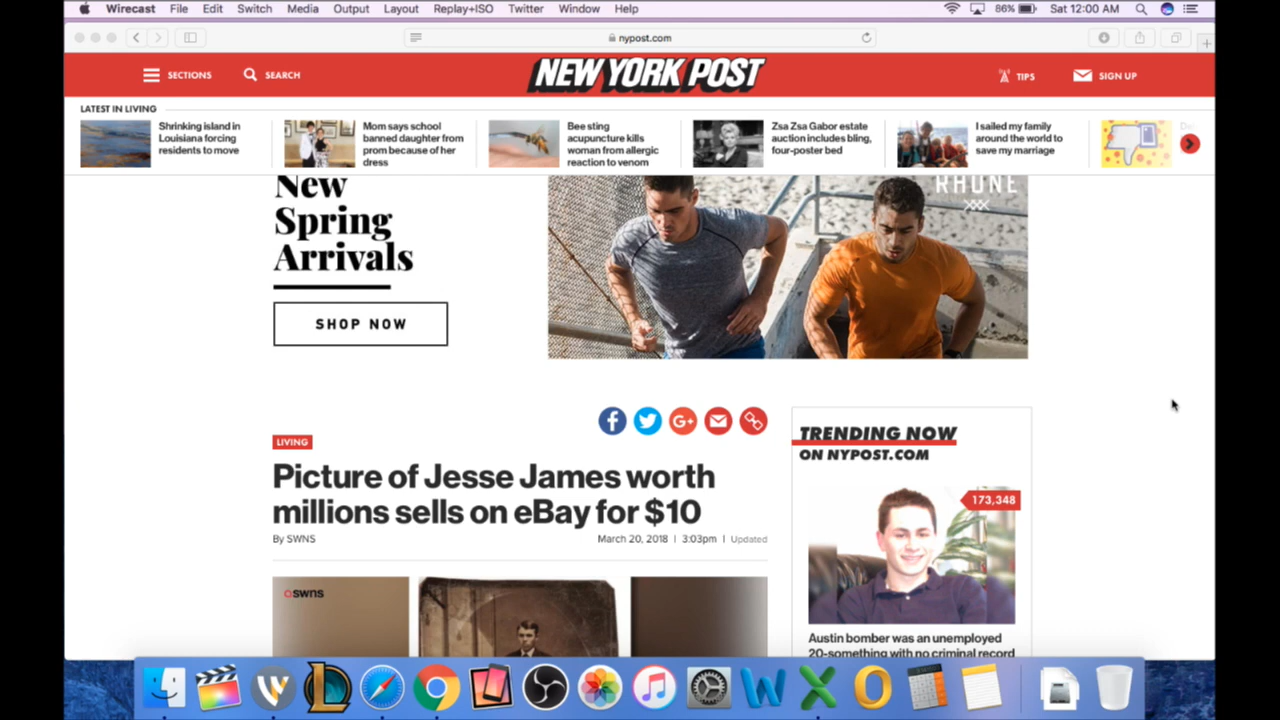 Wirecast File Edit Switch Media Output Layout Replay+ISO Twitter Window Help 86% Sat 12:00 AM
nypost.com
SECTIONS SEARCH NEW YORK POST TIPS SIGN UP
LATEST IN LIVING
Shrinking island in
Louisiana forcing
residents to move
Mom says school
banned daughter from
prom because of her
dress
Bee sting
acupuncture kills
woman from allergic
reaction to venom
Zsa Zsa Gabor estate
auction includes bling,
four-poster bed
I sailed my family
around the world to
save my marriage
New
Spring
Arrivals
SHOP NOW
RHONE
LIVING
Picture of Jesse James worth
millions sells on eBay for $10
By SWNS March 20, 2018 | 3:03pm | Updated
swns
TRENDING NOW
ON NYPOST.COM
173,348
Austin bomber was an unemployed
20-something with no criminal record